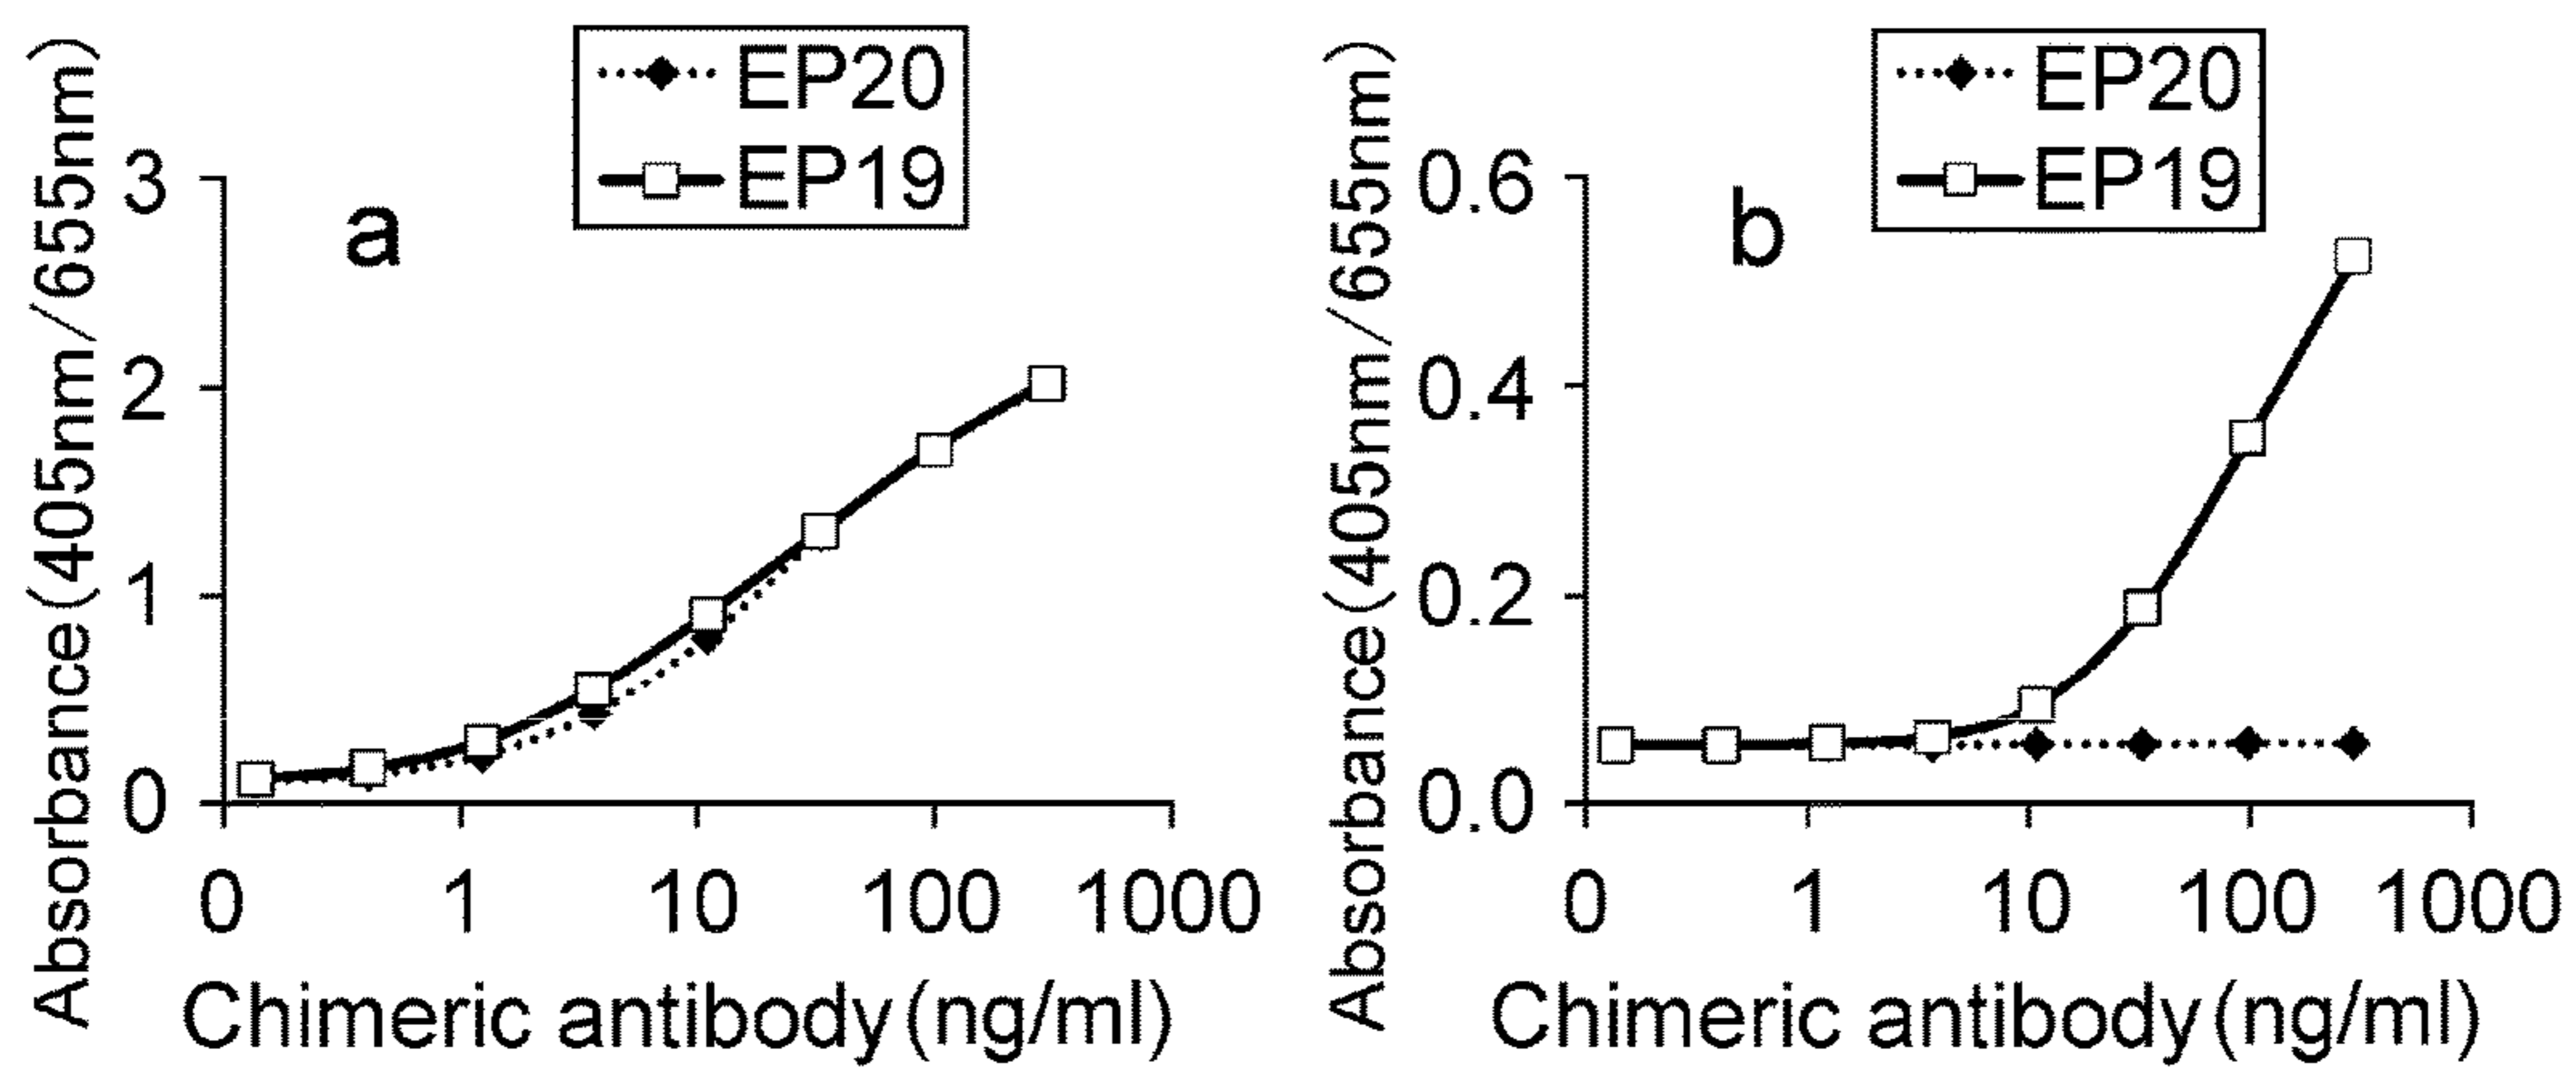 EP20
EP19
a
Absorbance(405nm/655nm)
3
2
1
0
0 1 10 100 1000
Chimeric antibody(ng/ml)
EP20
EP19
b
Absorbance(405nm/655nm)
0.6
0.4
0.2
0.0
0 1 10 100 1000
Chimeric antibody(ng/ml)